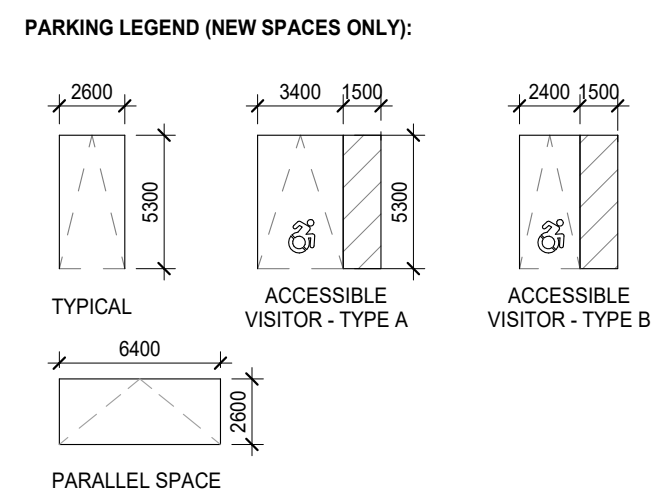 PARKING LEGEND (NEW SPACES ONLY):
2600
3400 1500
2400 1500
5300
5300
TYPICAL
ACCESSIBLE
VISITOR - TYPE A
ACCESSIBLE
VISITOR - TYPE B
6400
2600
PARALLEL SPACE